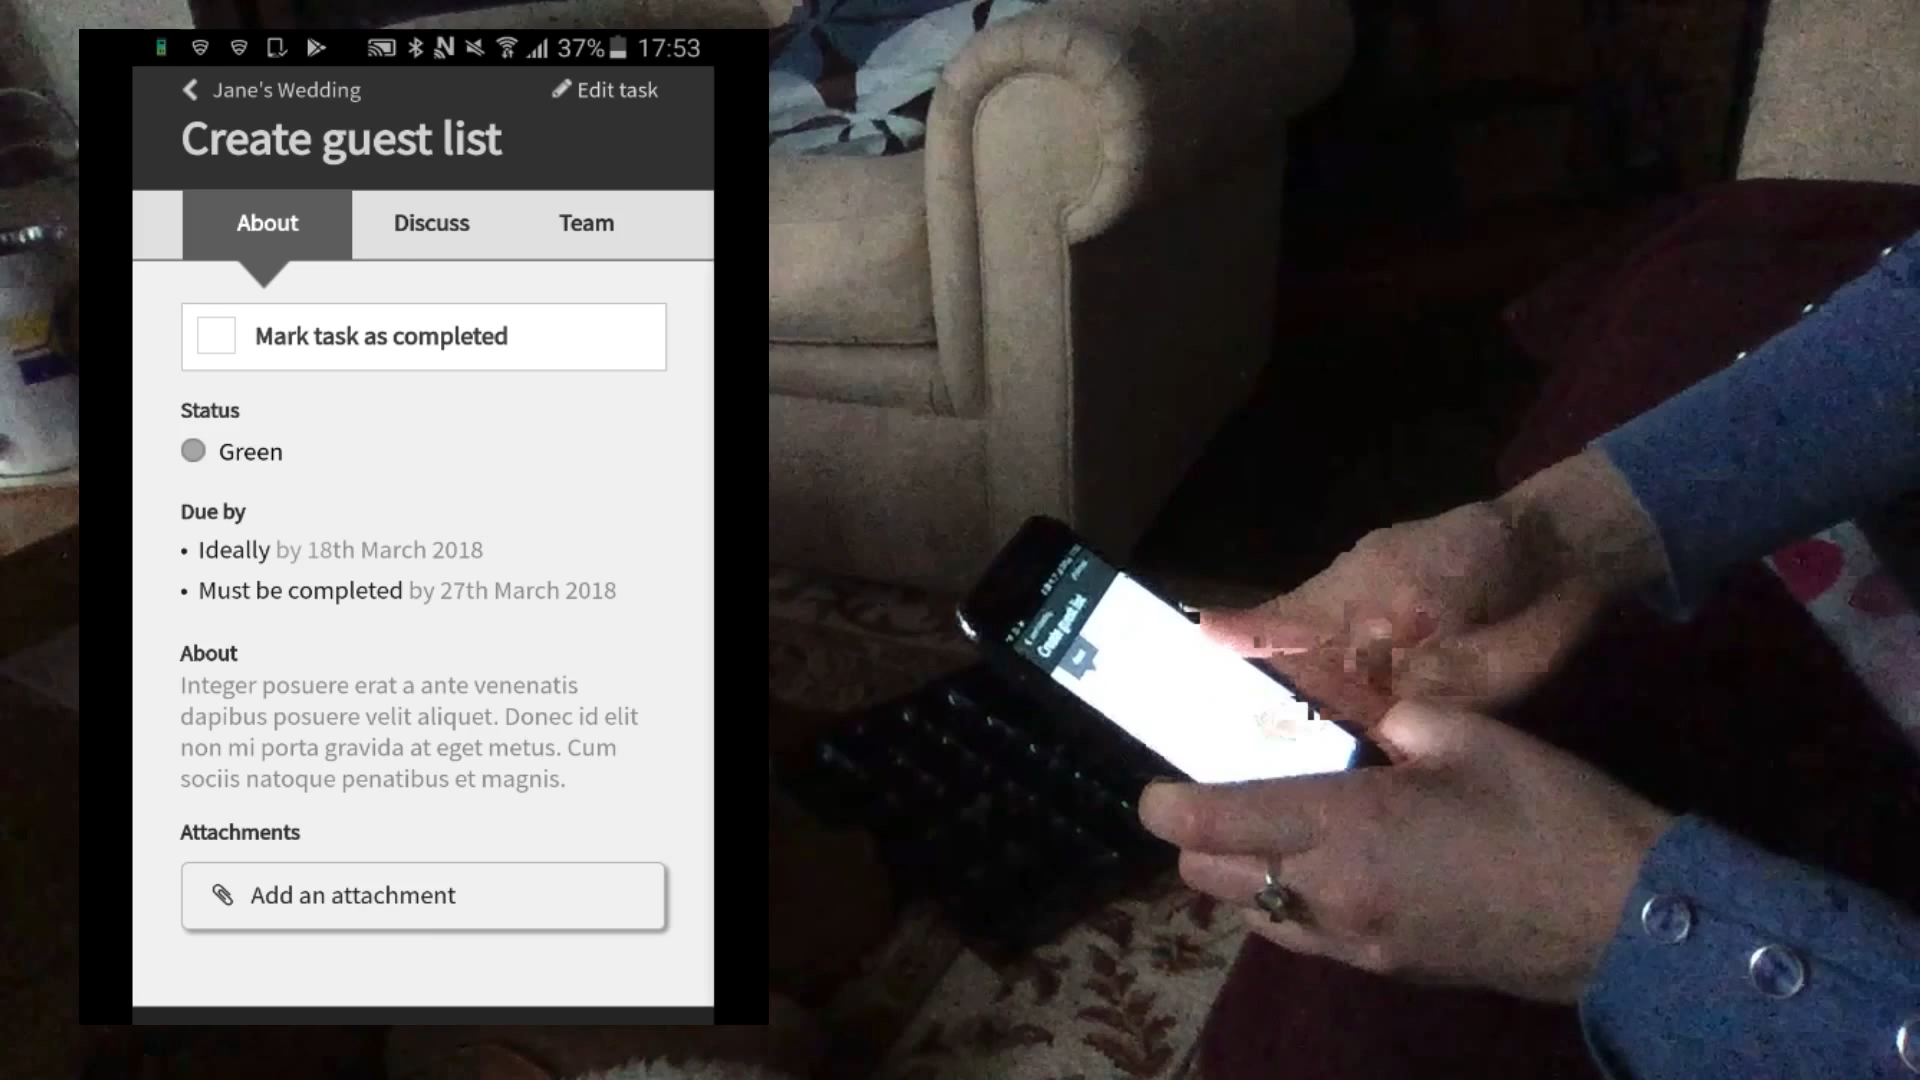 37% 17:53
Jane's Wedding
Edit task
Create guest list
About Discuss Team
Mark task as completed
Status
Green
Due by
• Ideally by 18th March 2018
• Must be completed by 27th March 2018
About
Integer posuere erat a ante venenatis
dapibus posuere velit aliquet. Donec id elit
non mi porta gravida at eget metus. Cum
sociis natoque penatibus et magnis.
Attachments
Add an attachment
Create guest list